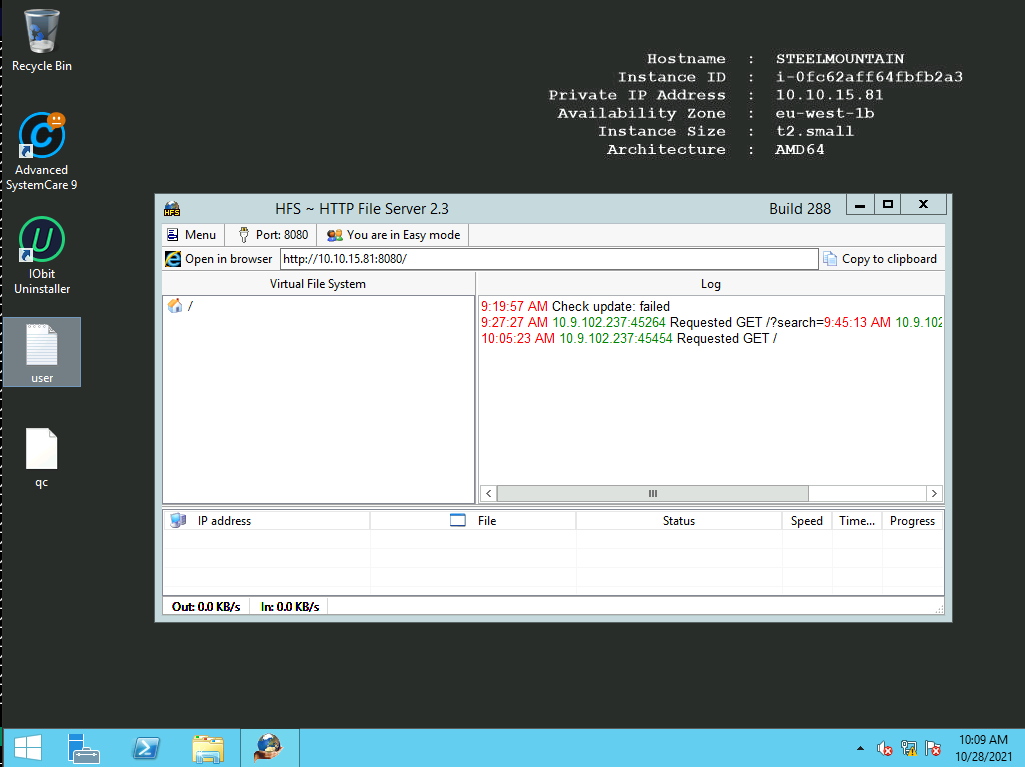 Recycle Bin
Hostname : STEELMOUNTAIN
Instance ID : i-0fc62aff64fbfb2a3
Private IP Address : 10.10.15.81
Availability Zone : eu-west-1b
Instance Size : t2.small
Architecture : AMD64
Advanced
SystemCare 9
IObit
Uninstaller
user
qc
HFS
HFS ~ HTTP File Server 2.3 Build 288
Menu Port: 8080 You are in Easy mode
Open in browser http://10.10.15.81:8080/ Copy to clipboard
Virtual File System Log
/
9:19:57 AM Check update: failed
9:27:27 AM 10.9.102.237:45264 Requested GET /?search=9:45:13 AM 10.9.102
10:05:23 AM 10.9.102.237:45454 Requested GET /
IP address File Status Speed Time... Progress
Out: 0.0 KB/s In: 0.0 KB/s
10:09 AM
10/28/2021